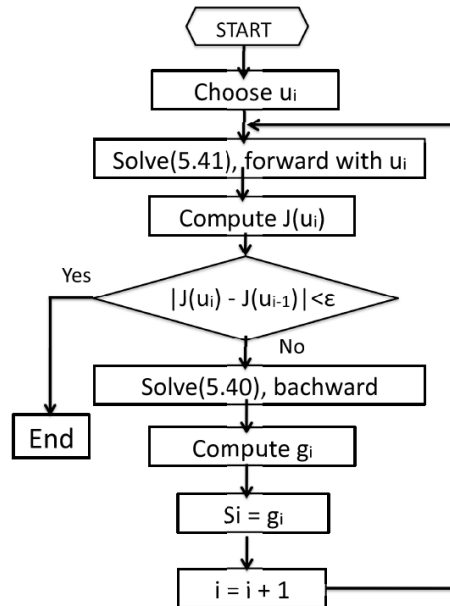 START
Choose uᵢ
Solve(5.41), forward with uᵢ
Compute J(uᵢ)
Yes
|J(uᵢ) - J(uᵢ₋₁)|<ε
No
Solve(5.40), bachward
End
Compute gᵢ
Si = gᵢ
i = i + 1